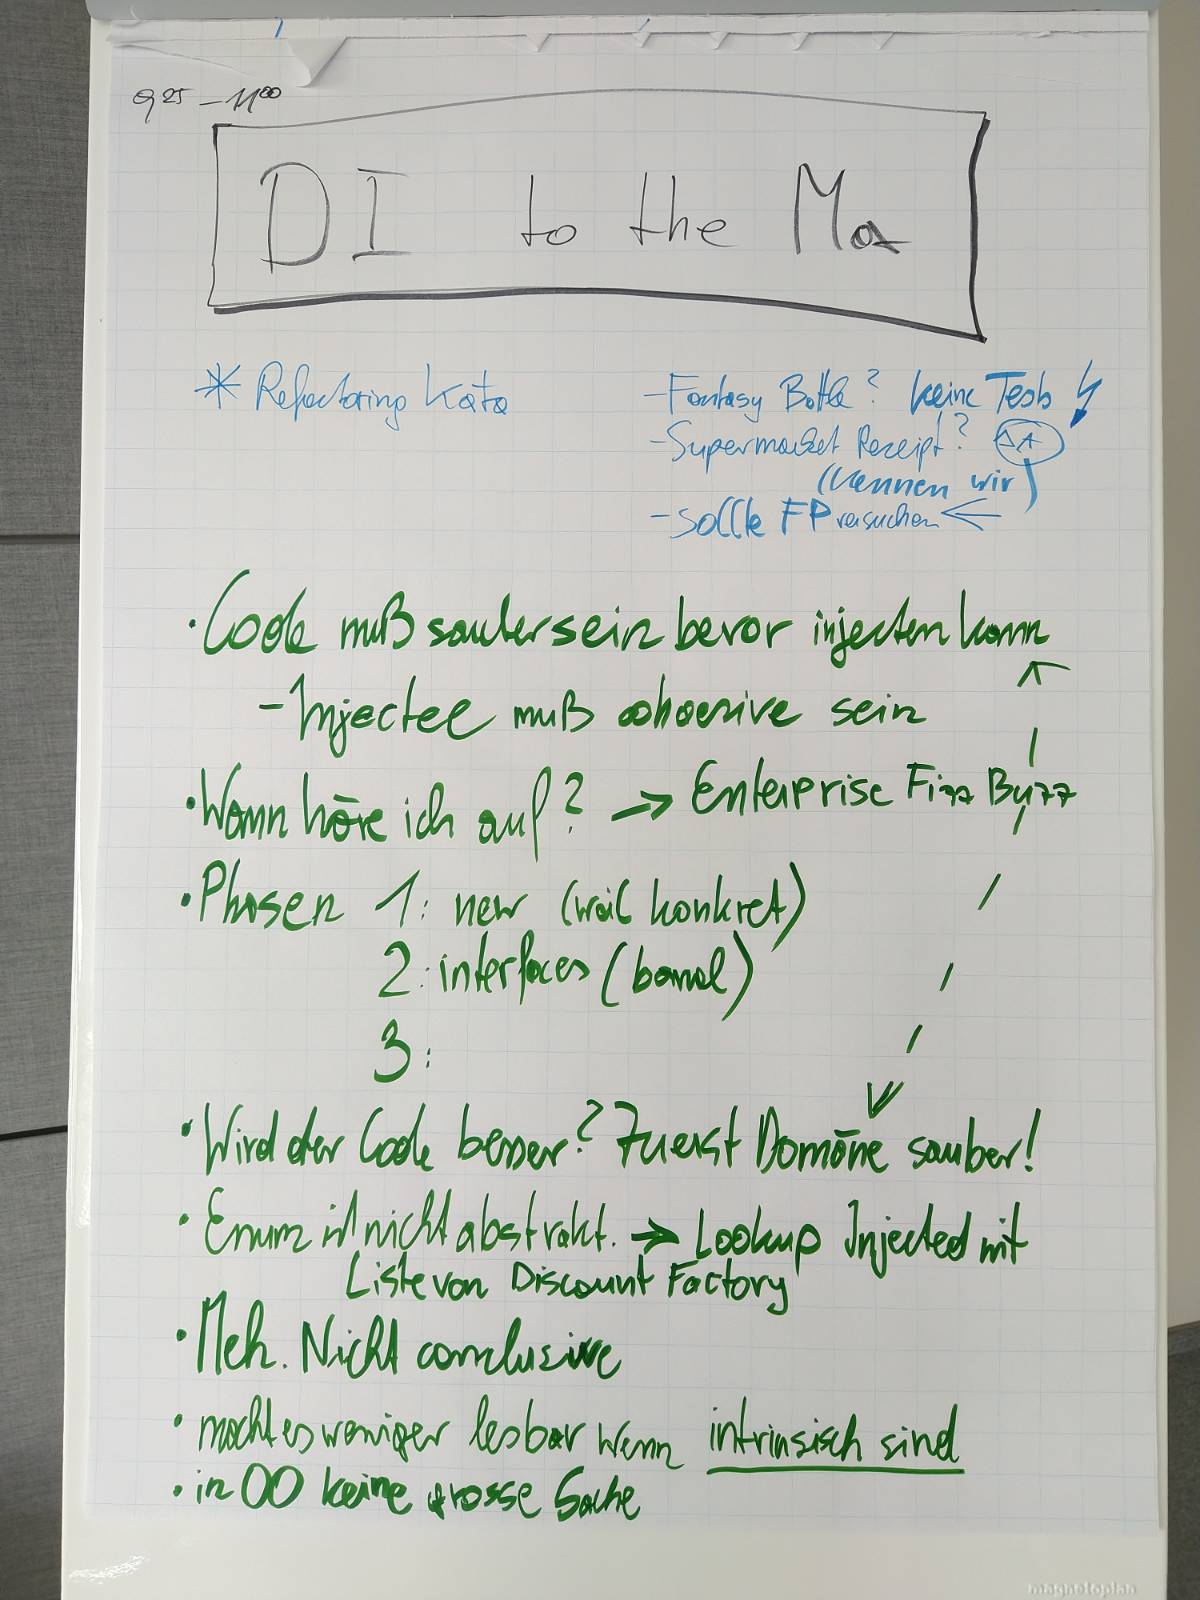 9 25 – 11 00
DI to the Max
* Refactoring Kata
- Fantasy Battle? keine Tests
- Supermarket Receipt?
(kennen wir)
- sollte FP versuchen ←
· Code muß sauber sein bevor injecten kann
- Injectee muß cohaesive sein
· Wann höre ich auf? → Enterprise Fizz Buzz
· Phasen 1: new (weil konkret)
2: interfaces (banal)
3:
· Wird der Code besser? Zuerst Domäne sauber!
· Enum ist nicht abstrakt. → Lookup Injected mit
Liste von Discount Factory
· Meh. Nicht conclusive
· macht es weniger lesbar wenn intrinsisch sind
· in OO keine grosse Sache
magnetoplan